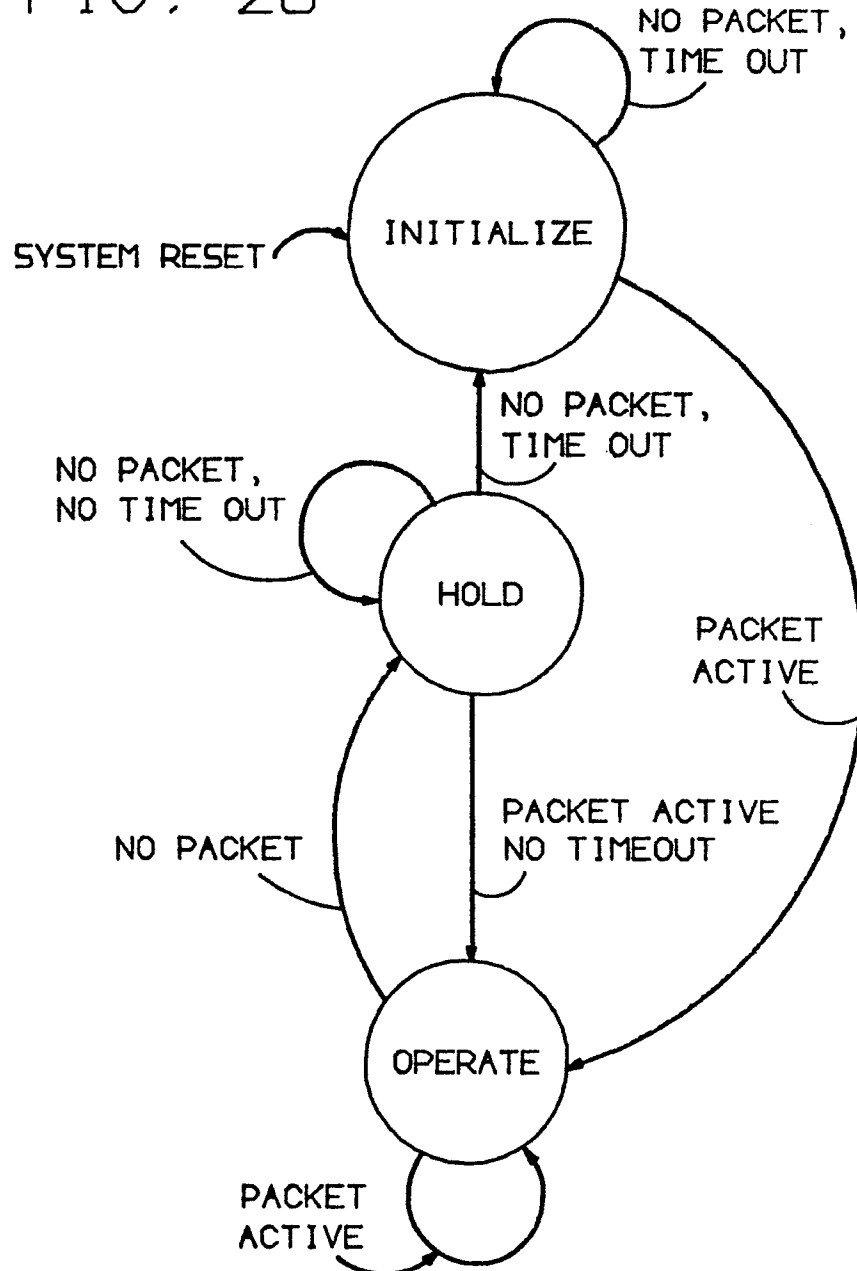 NO PACKET,
TIME OUT
INITIALIZE
SYSTEM RESET
NO PACKET,
TIME OUT
NO PACKET,
NO TIME OUT
HOLD
PACKET
ACTIVE
PACKET ACTIVE
NO TIMEOUT
NO PACKET
OPERATE
PACKET
ACTIVE